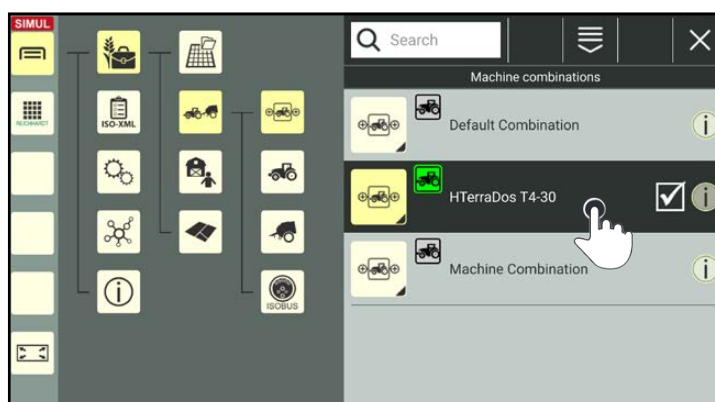 SIMUL
Search
Machine combinations
REICHHARDT
ISO-XML
Default Combination
HTerraDos T4-30
Machine Combination
ISOBUS